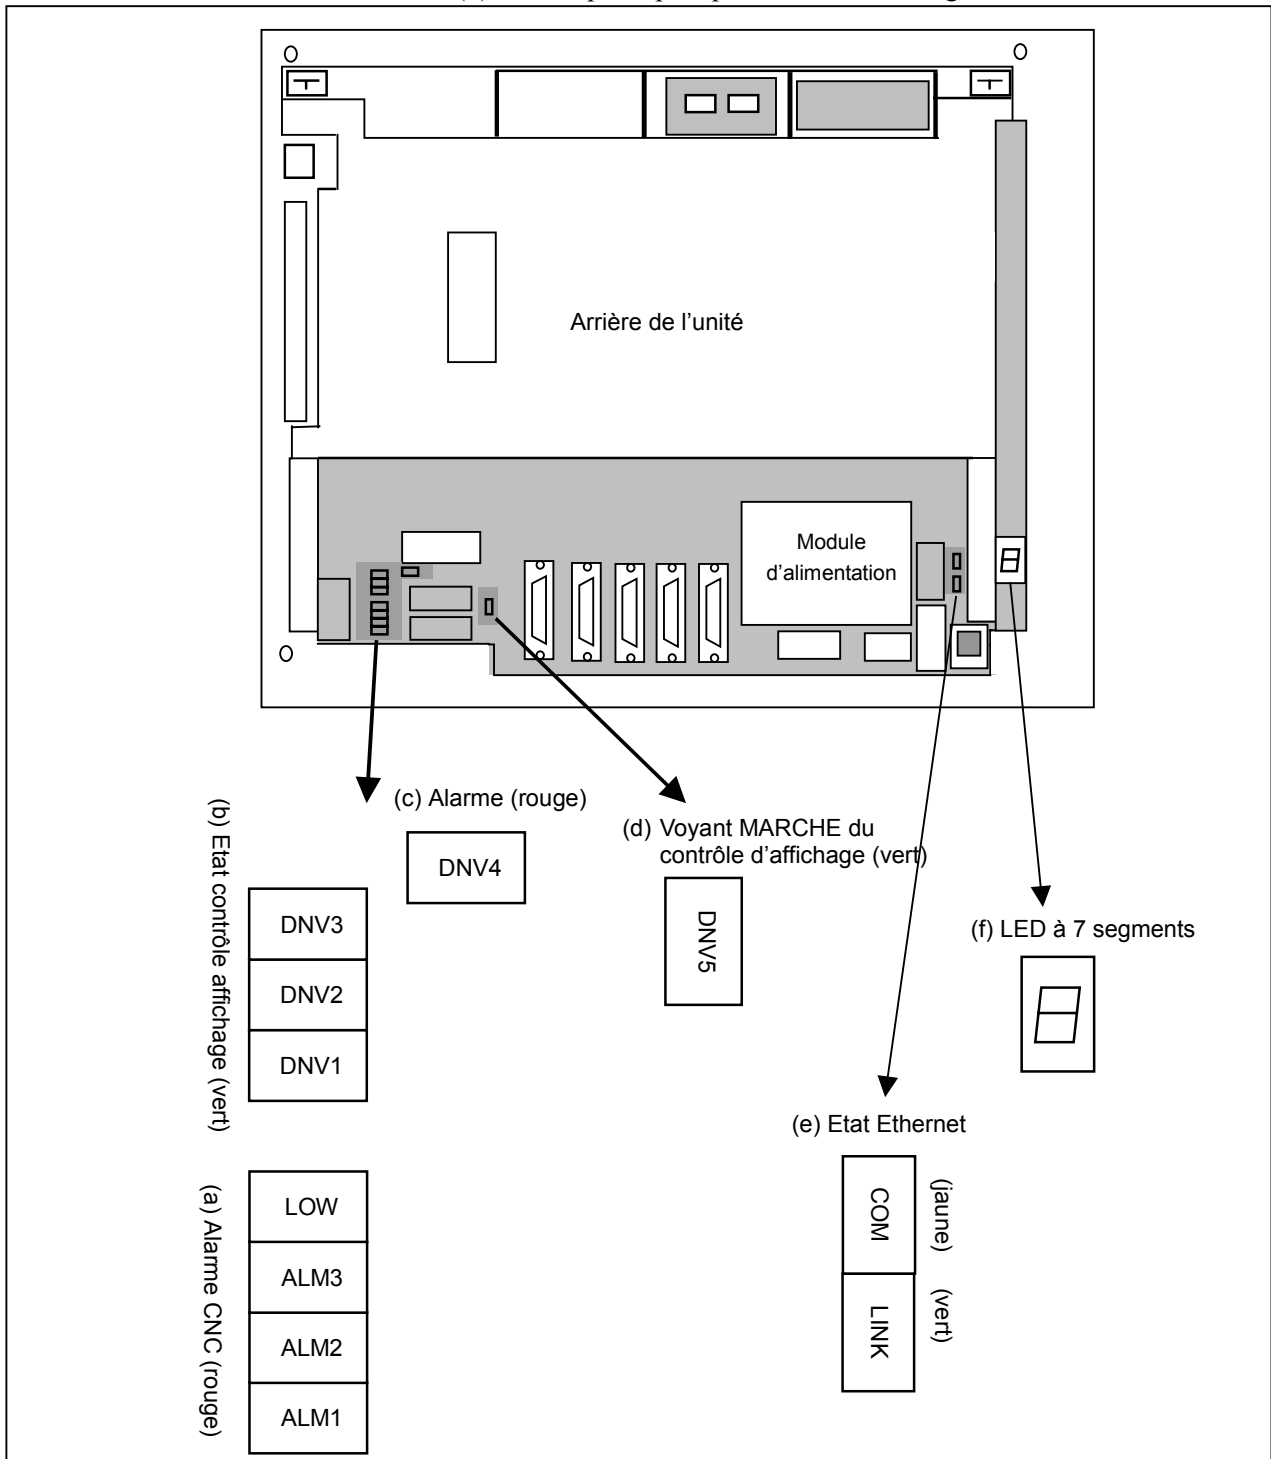 Arrière de l'unité
Module
d'alimentation
(c) Alarme (rouge)
DNV4
(d) Voyant MARCHE du
contrôle d'affichage (vert)
DNV5
(b) Etat contrôle affichage (vert)
DNV3
DNV2
DNV1
(f) LED à 7 segments
(e) Etat Ethernet
COM
(jaune)
LINK
(vert)
(a) Alarme CNC (rouge)
LOW
ALM3
ALM2
ALM1